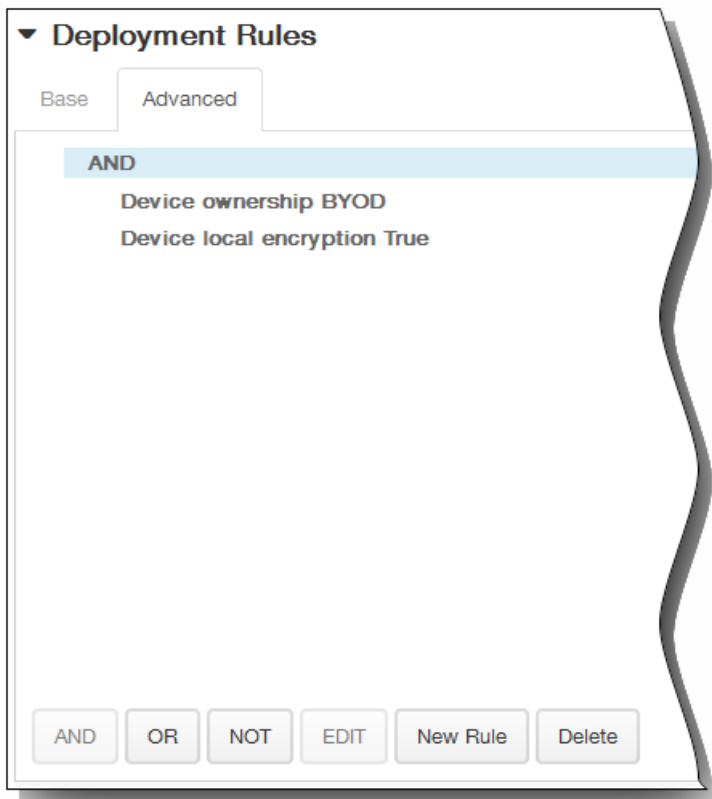 Deployment Rules
Base Advanced
AND
Device ownership BYOD
Device local encryption True
AND OR NOT EDIT New Rule Delete